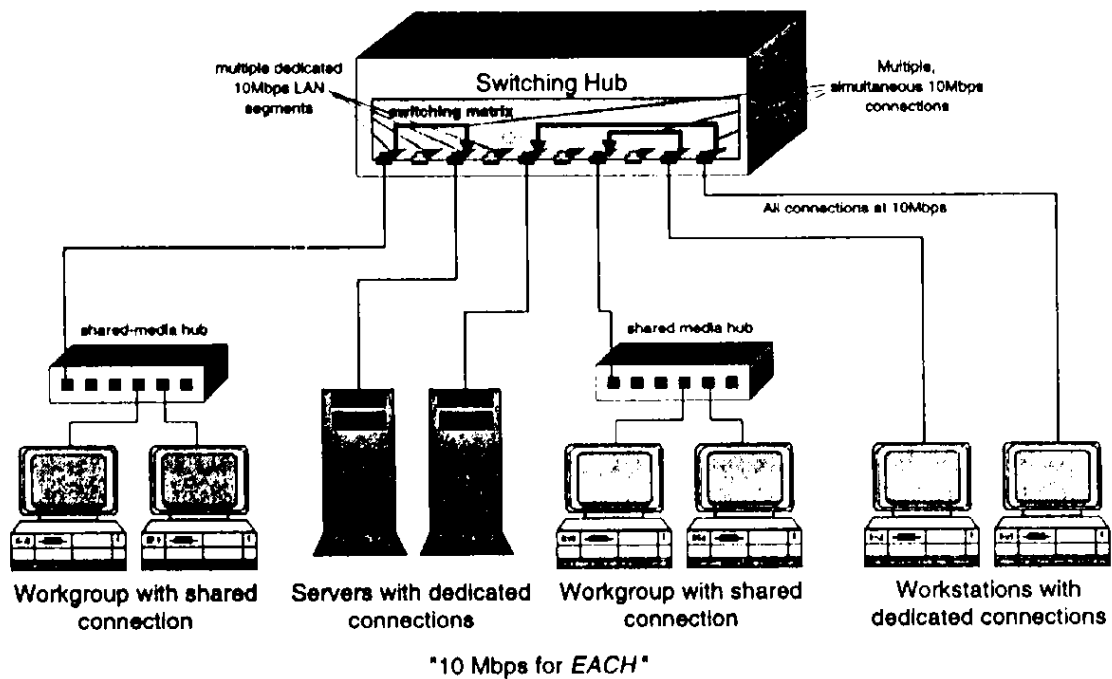 multiple dedicated
10Mbps LAN
segments
Switching Hub
switching matrix
Multiple,
simultaneous 10Mbps
connections
All connections at 10Mbps
shared-media hub
shared media hub
Workgroup with shared
connection
Servers with dedicated
connections
Workgroup with shared
connection
Workstations with
dedicated connections
"10 Mbps for EACH"